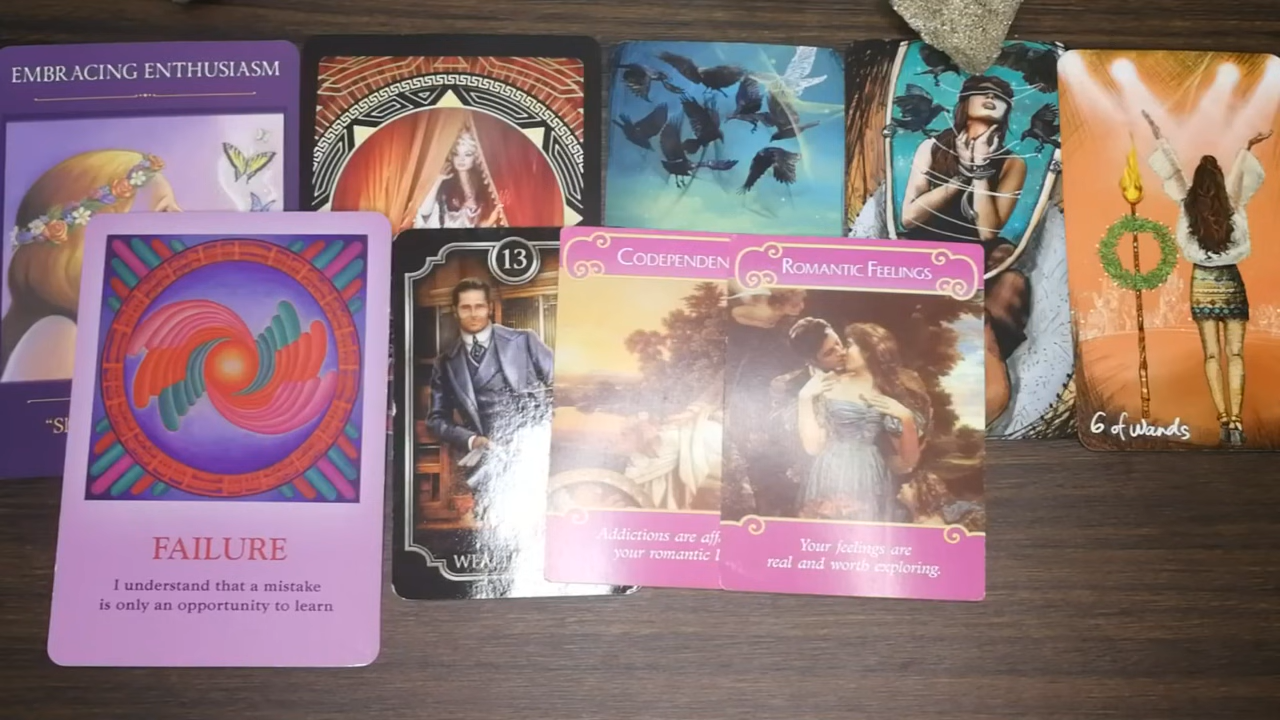 EMBRACING ENTHUSIASM
13
CODEPENDEN
ROMANTIC FEELINGS
6 of wands
Addictions are
your romantic
Your feelings are
real and worth exploring.
FAILURE
I understand that a mistake
is only an opportunity to learn